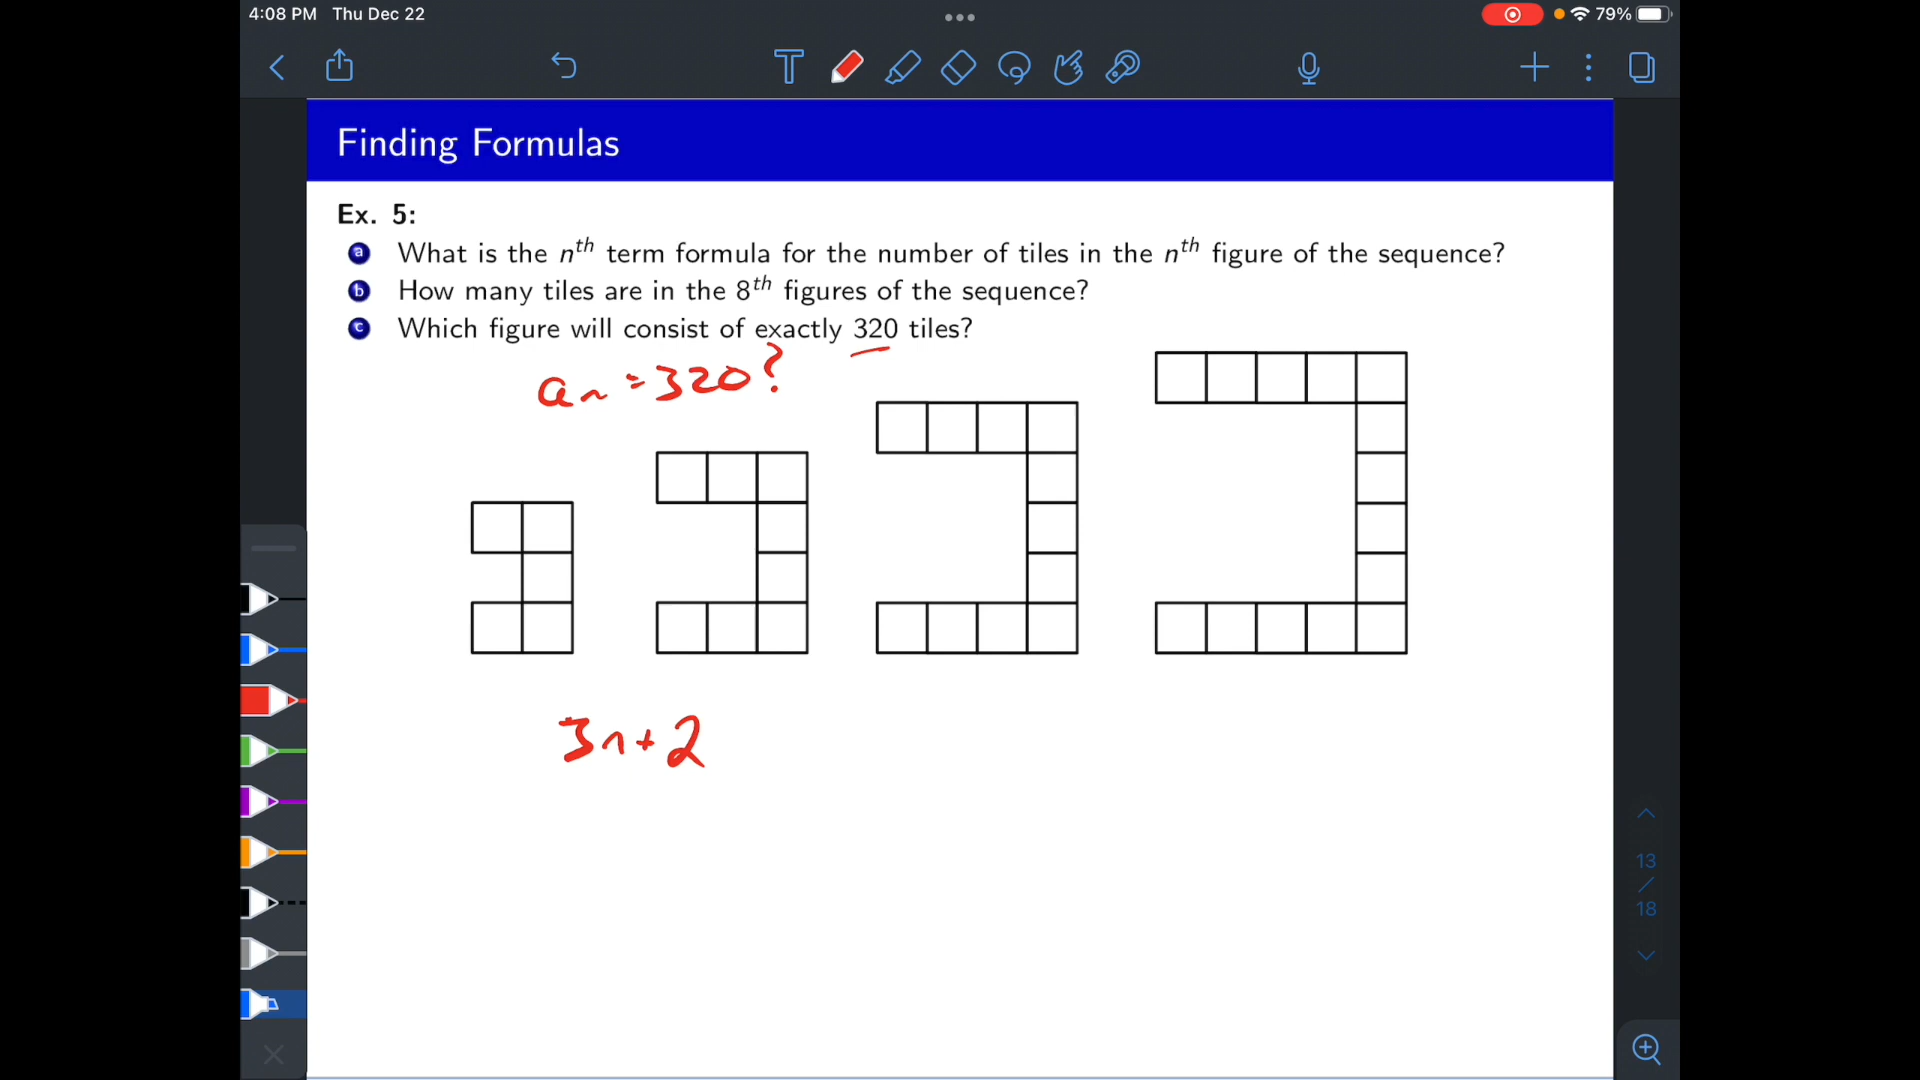 4:08 PM Thu Dec 22
79%
Finding Formulas
Ex. 5:
a What is the nth term formula for the number of tiles in the nth figure of the sequence?
b How many tiles are in the 8th figures of the sequence?
c Which figure will consist of exactly 320 tiles?
an = 320?
3n+2
13
/
18